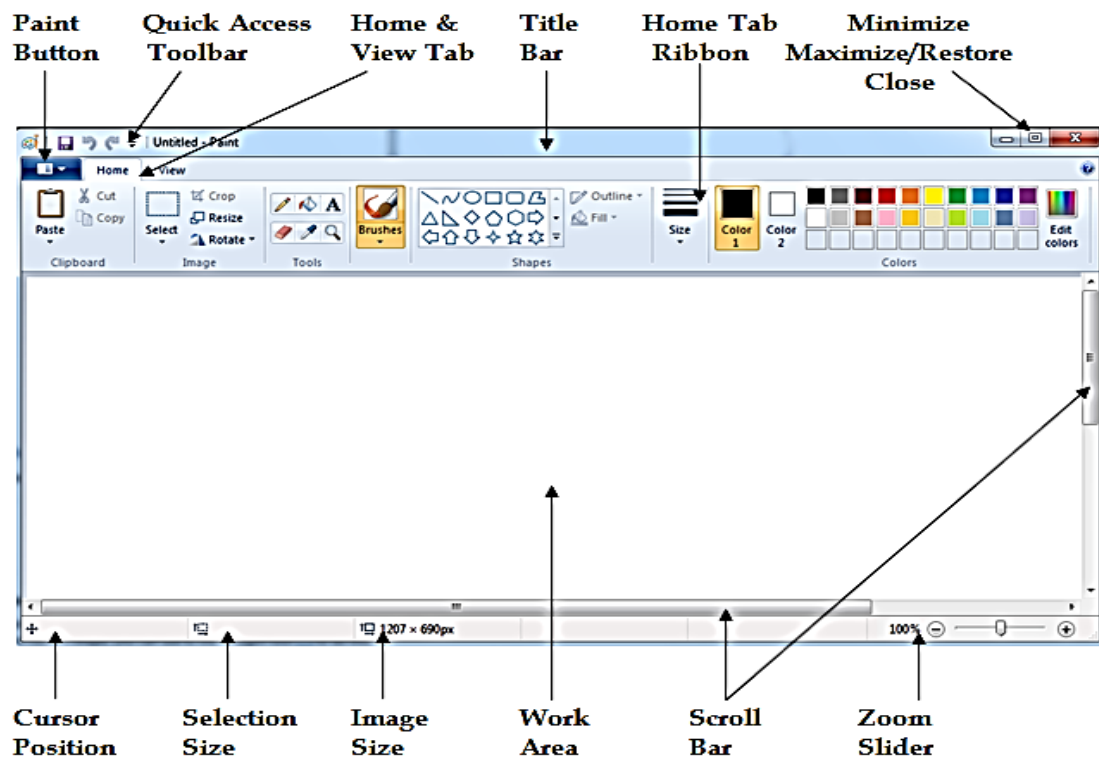 Paint Quick Access Home & Title Home Tab Minimize
Button Toolbar View Tab Bar Ribbon Maximize/Restore
Close
Untitled - Paint
Home View
Cut Crop Outline
Copy Resize Fill
Paste Select Rotate Brushes Size Color Color Edit
1 2 colors
Clipboard Image Tools Shapes Colors
1207 × 690px 100%
Cursor Selection Image Work Scroll Zoom
Position Size Size Area Bar Slider